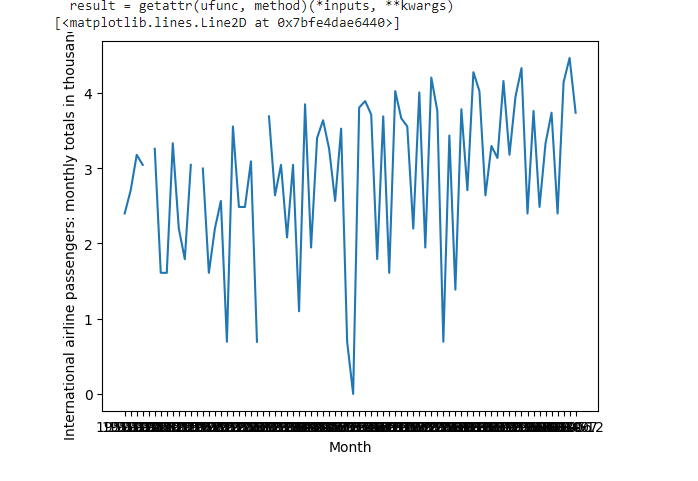 result = getattr(ufunc, method)(*inputs, **kwargs)
[<matplotlib.lines.Line2D at 0x7bfe4dae6440>]
International airline passengers: monthly totals in thousan
4
3
2
1
0
Month